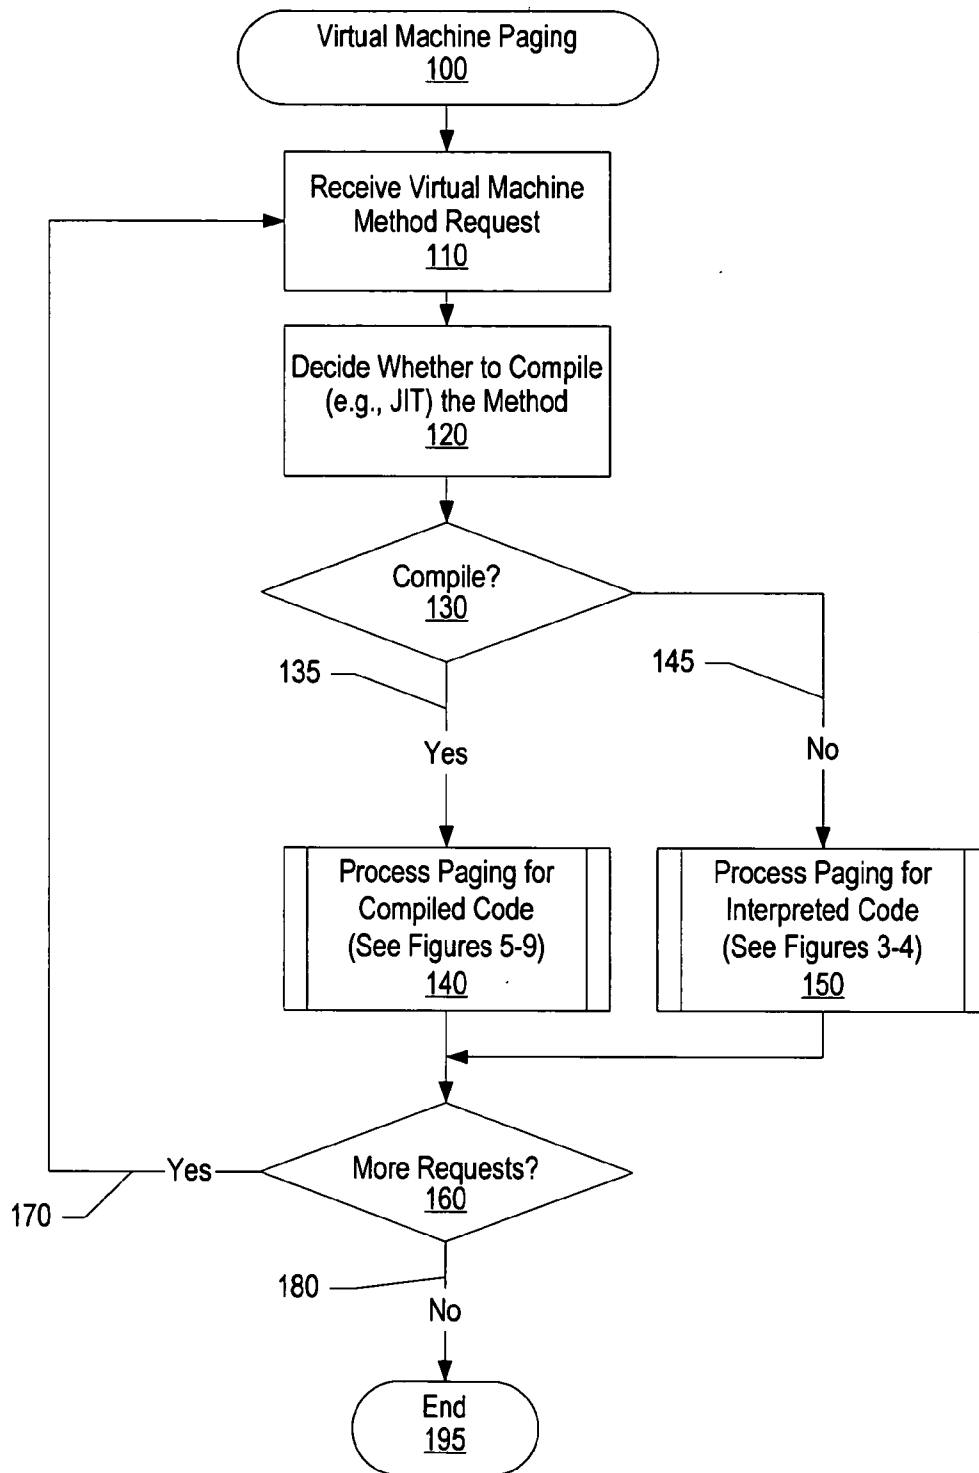 Virtual Machine Paging
100
Receive Virtual Machine
Method Request
110
Decide Whether to Compile
(e.g., JIT) the Method
120
Compile?
130
135
145
Yes
No
Process Paging for
Compiled Code
(See Figures 5-9)
140
Process Paging for
Interpreted Code
(See Figures 3-4)
150
More Requests?
160
Yes
170
180
No
End
195